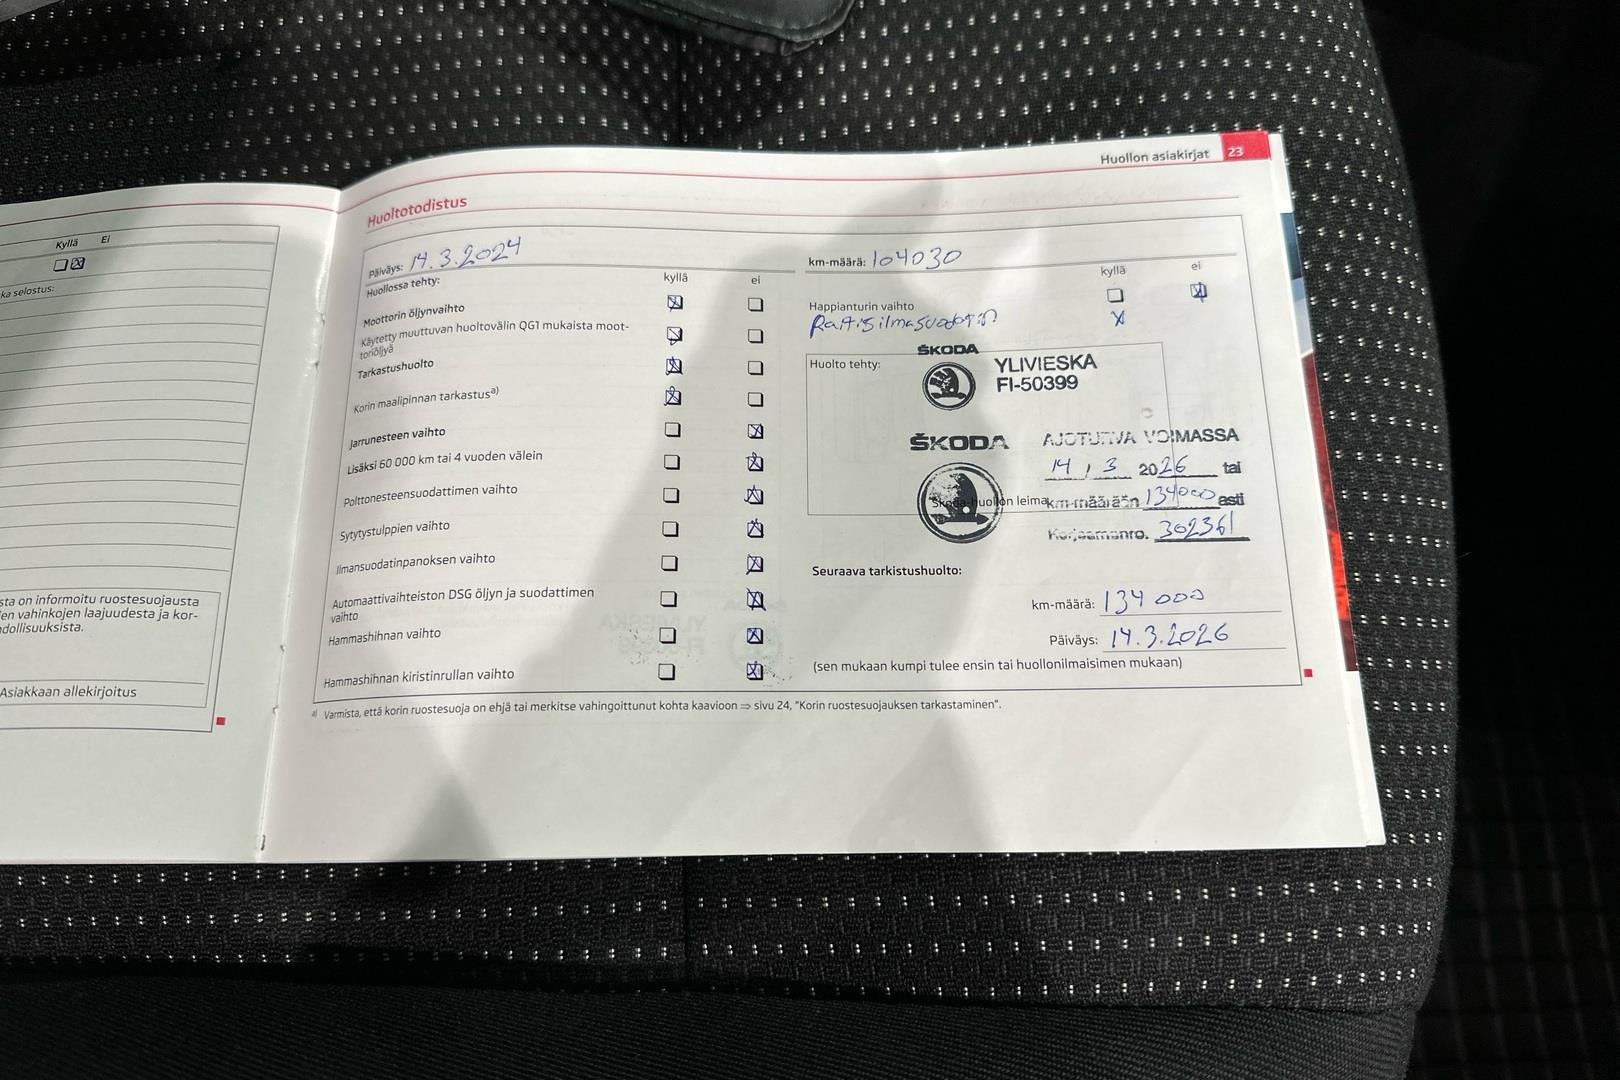 Huollon asiakirjat 23
Kyllä Ei
ka selostus:
sta on informoitu ruostesuojausta
en vahinkojen laajuudesta ja kor-
dollisuuksista.
Asiakkaan allekirjoitus
Huoltotodistus
Päiväys: 14.3.2024
Huollossa tehty: kyllä ei
Moottorin öljynvaihto
Käytetty muuttuvan huoltovälin QG1 mukaista moot-
toriöljyä
Tarkastushuolto
Korin maalipinnan tarkastus a)
Jarrunesteen vaihto
Lisäksi 60 000 km tai 4 vuoden välein
Polttonesteensuodattimen vaihto
Sytytystulppien vaihto
Ilmansuodatinpanoksen vaihto
Automaattivaihteiston DSG öljyn ja suodattimen
vaihto
Hammashihnan vaihto
Hammashihnan kiristinrullan vaihto
km-määrä: 104030
kyllä ei
Happianturin vaihto
Raitisilmasuodatin X
Huolto tehty:
ŠKODA YLIVIESKA
FI-50399
ŠKODA AJOTURVA VOIMASSA
14 / 3 2026 tai
Skoda-huollon leima
km-määrään 134000 asti
Korjaamonro. 302361
Seuraava tarkistushuolto:
km-määrä: 134 000
Päiväys: 14.3.2026
(sen mukaan kumpi tulee ensin tai huollonilmaisimen mukaan)
a) Varmista, että korin ruostesuoja on ehjä tai merkitse vahingoittunut kohta kaavioon ⇒ sivu 24, "Korin ruostesuojauksen tarkastaminen".